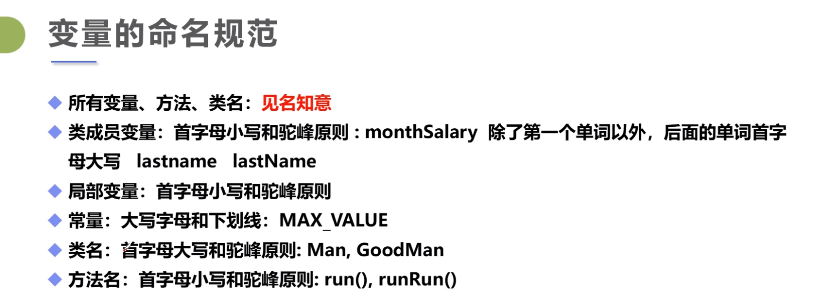 变量的命名规范
所有变量、方法、类名：见名知意
类成员变量：首字母小写和驼峰原则 : monthSalary 除了第一个单词以外，后面的单词首字
母大写 lastname lastName
局部变量：首字母小写和驼峰原则
常量：大写字母和下划线：MAX_VALUE
类名：首字母大写和驼峰原则: Man, GoodMan
方法名：首字母小写和驼峰原则: run(), runRun()